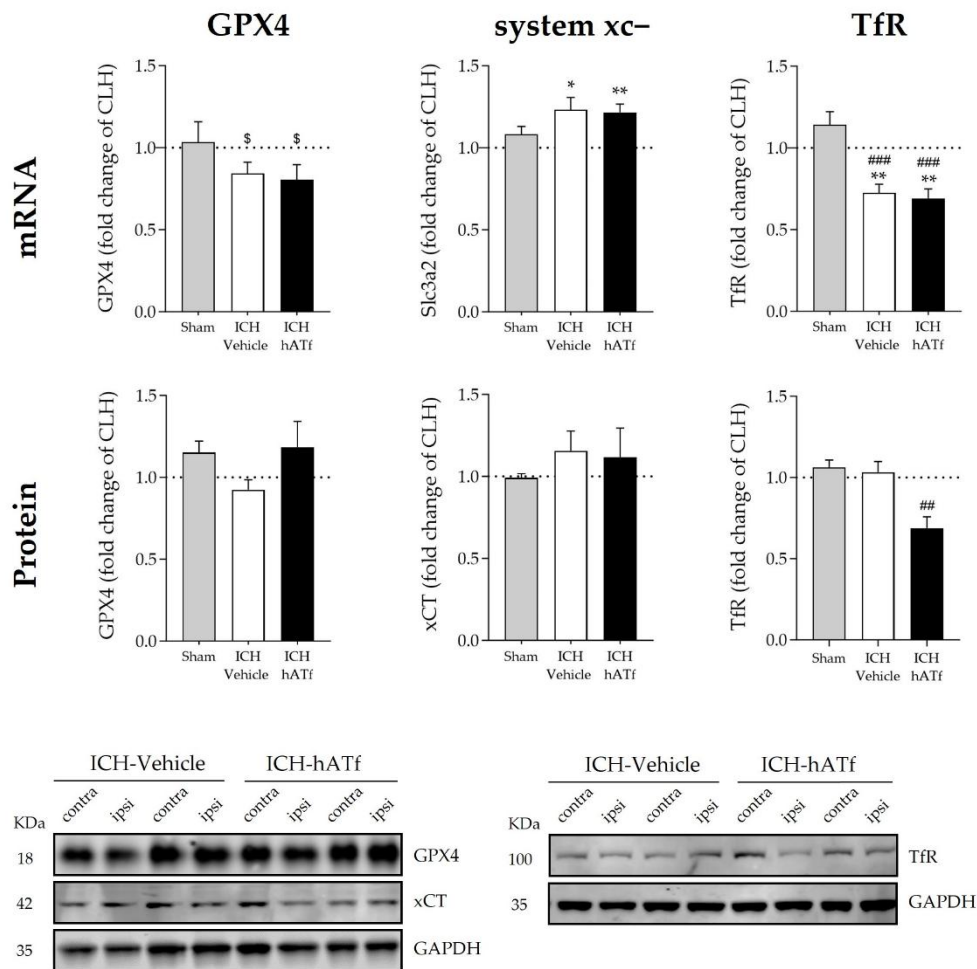 GPX4
system xc–
TfR
mRNA
GPX4 (fold change of CLH)
1.5
1.0
0.5
0.0
$
$
Sham
ICH
Vehicle
ICH
hATf
Slc3a2 (fold change of CLH)
1.5
1.0
0.5
0.0
*
**
Sham
ICH
Vehicle
ICH
hATf
TfR (fold change of CLH)
1.5
1.0
0.5
0.0
###
**
###
**
Sham
ICH
Vehicle
ICH
hATf
Protein
GPX4 (fold change of CLH)
1.5
1.0
0.5
0.0
Sham
ICH
Vehicle
ICH
hATf
xCT (fold change of CLH)
1.5
1.0
0.5
0.0
Sham
ICH
Vehicle
ICH
hATf
TfR (fold change of CLH)
1.5
1.0
0.5
0.0
##
Sham
ICH
Vehicle
ICH
hATf
ICH-Vehicle ICH-hATf
contra ipsi contra ipsi contra ipsi contra ipsi
KDa
18 GPX4
42 xCT
35 GAPDH
ICH-Vehicle ICH-hATf
contra ipsi contra ipsi contra ipsi contra ipsi
KDa
100 TfR
35 GAPDH